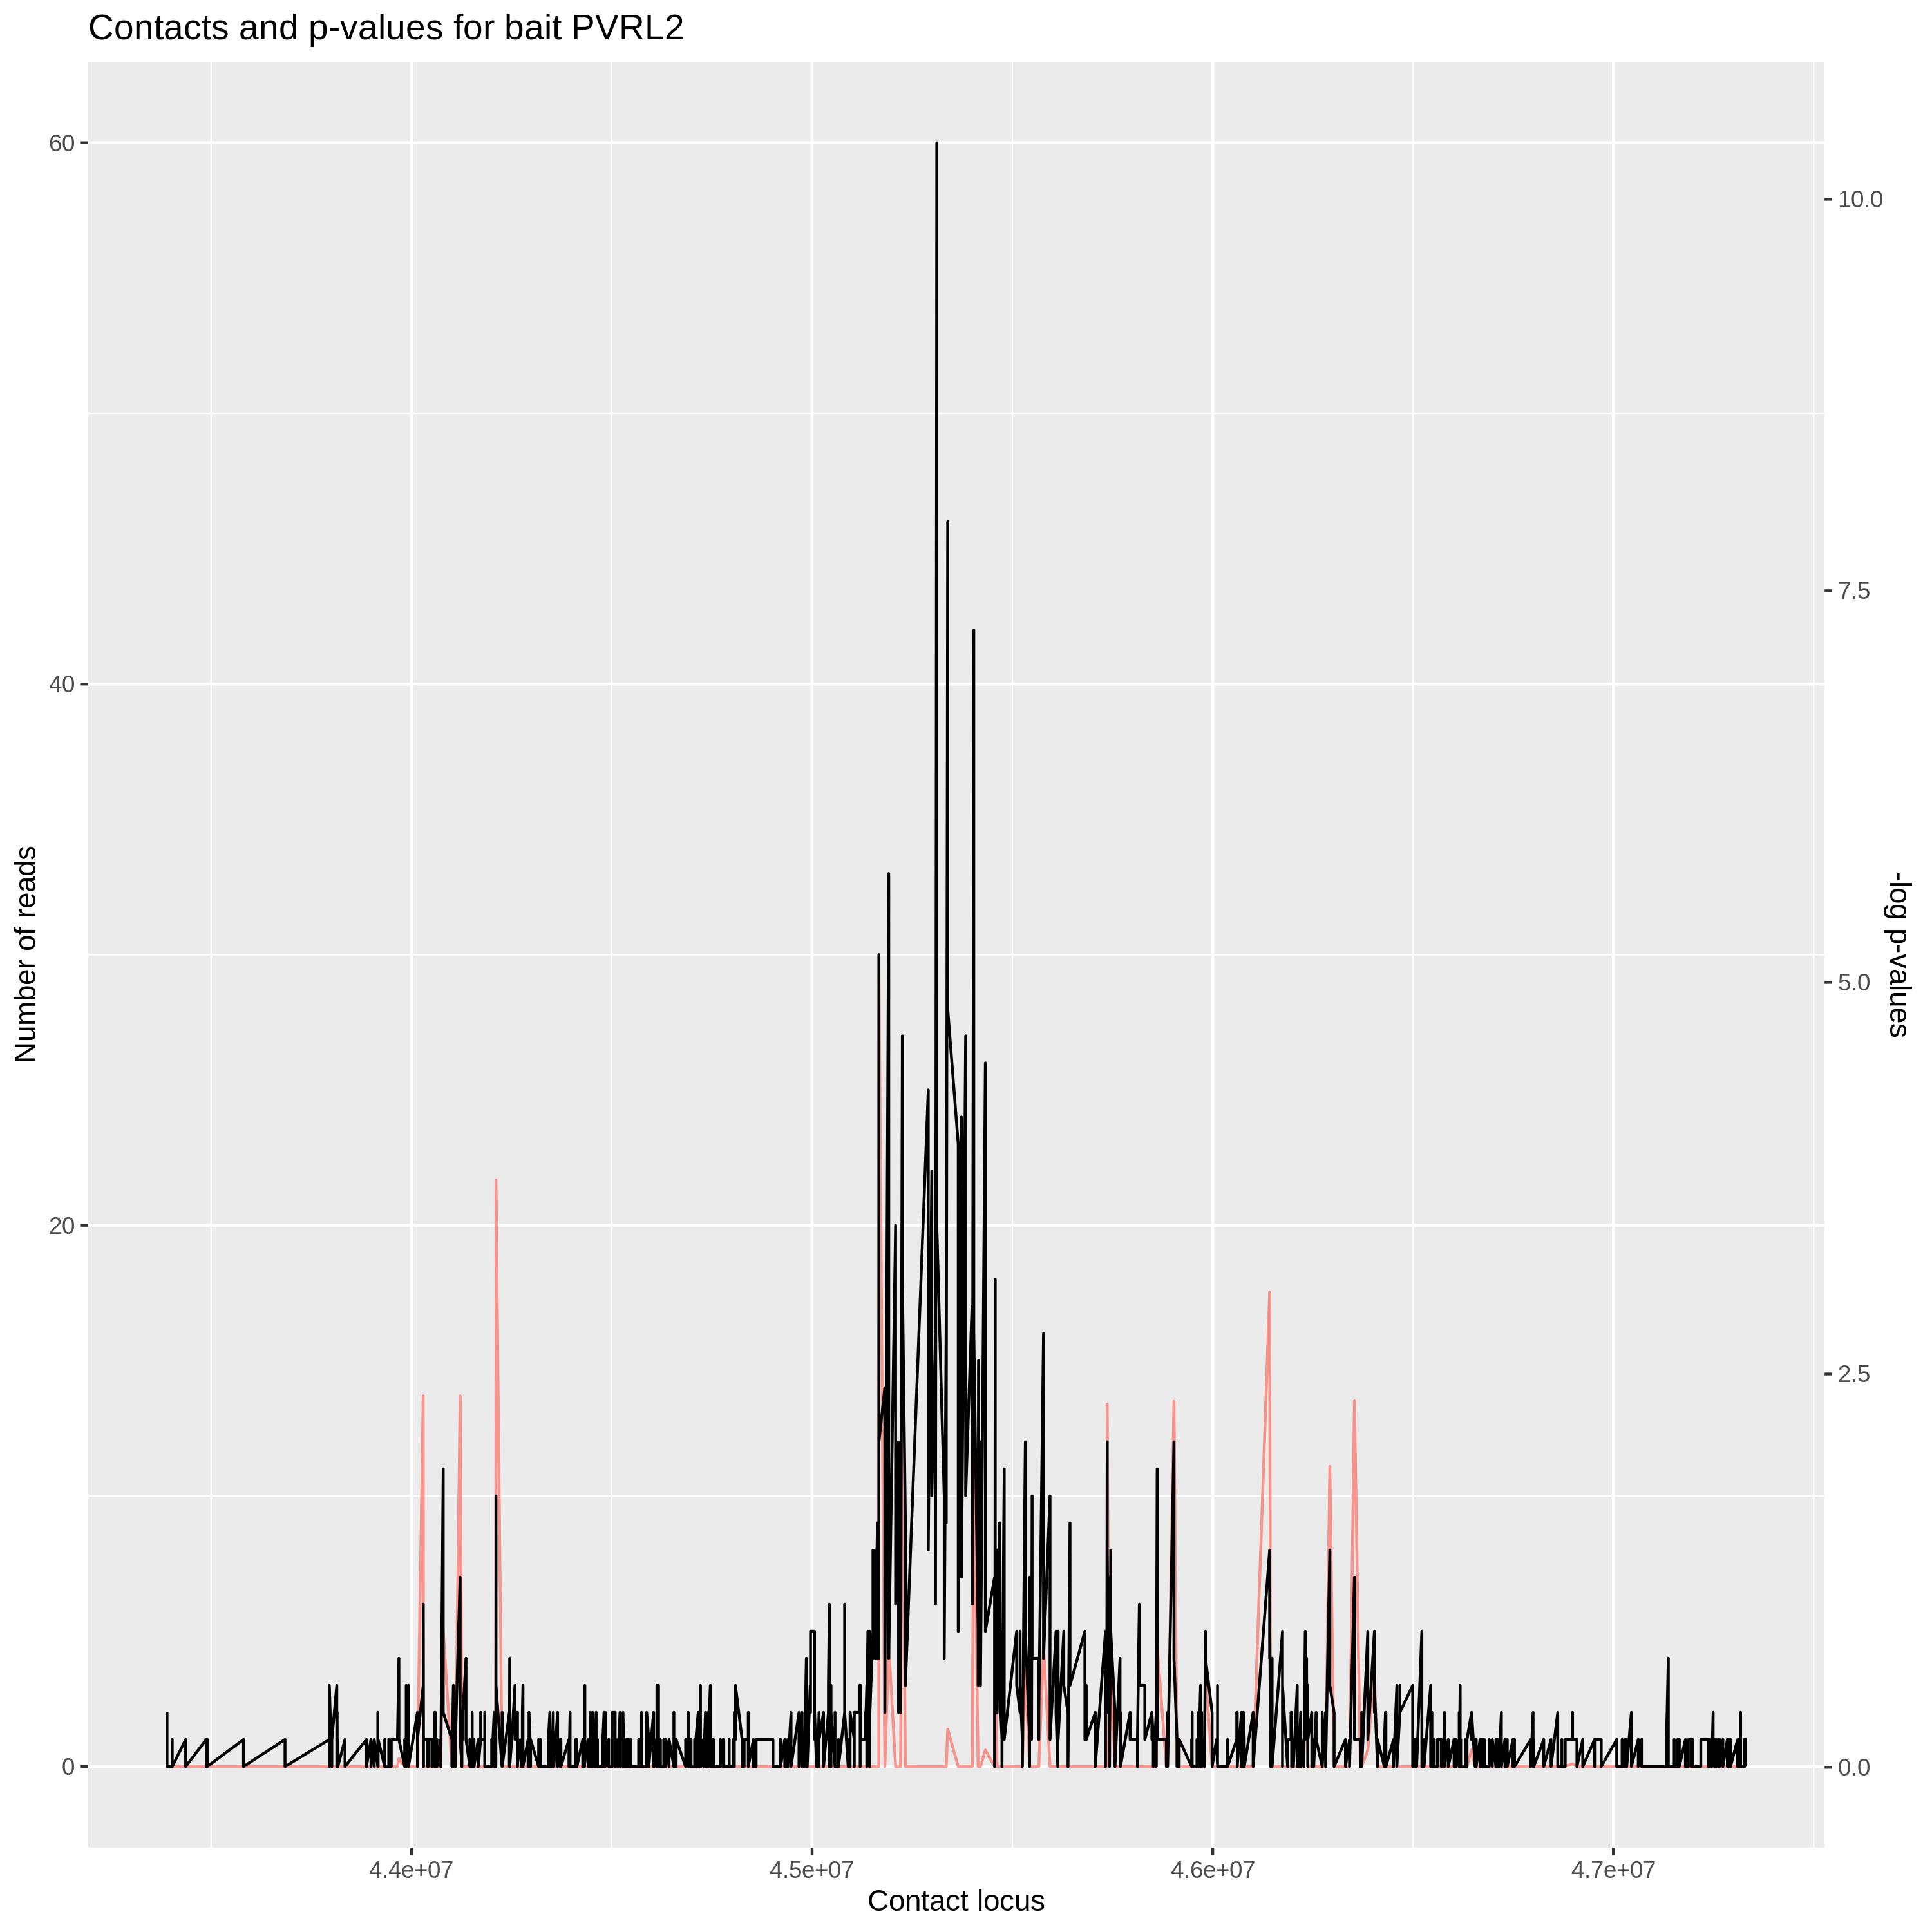 Contacts and p-values for bait PVRL2
60
40
20
0
Number of reads
10.0
7.5
5.0
2.5
0.0
-log p-values
4.4e+07
4.5e+07
4.6e+07
4.7e+07
Contact locus